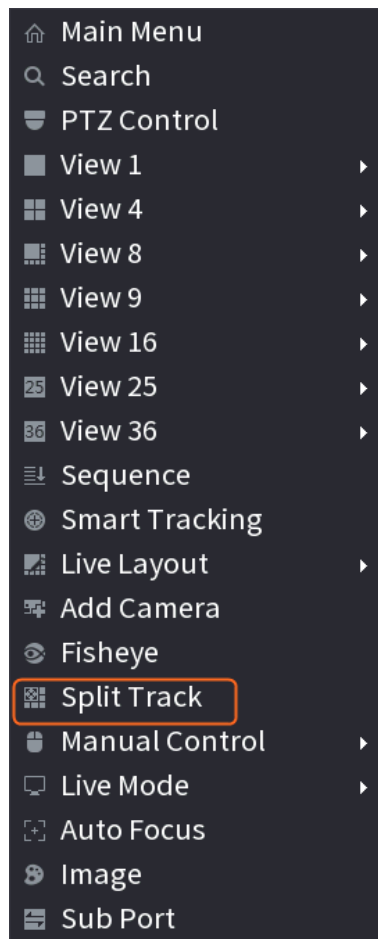 Main Menu
Search
PTZ Control
View 1
View 4
View 8
View 9
View 16
25 View 25
36 View 36
Sequence
Smart Tracking
Live Layout
Add Camera
Fisheye
Split Track
Manual Control
Live Mode
Auto Focus
Image
Sub Port